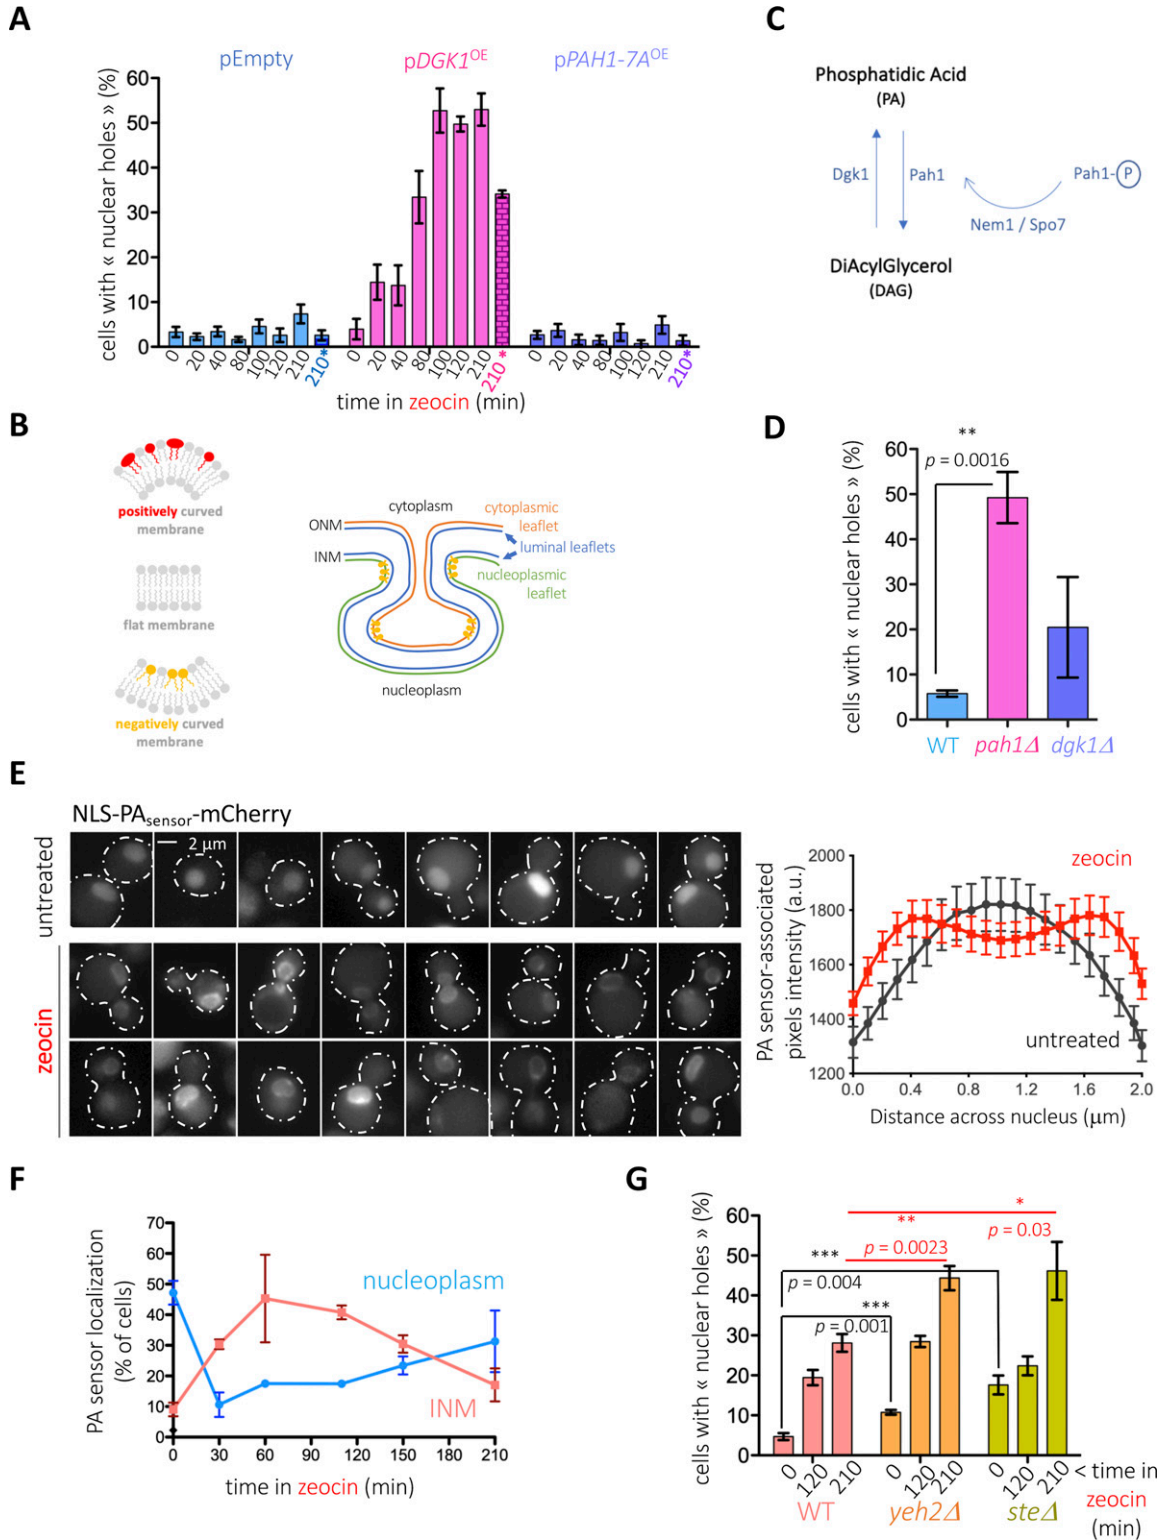 A
pEmpty
pDGK1OE
pPAH1-7AOE
cells with « nuclear holes » (%)
60
50
40
30
20
10
0
0 20 40 80 100 120 210 210*
0 20 40 80 100 120 210 210*
0 20 40 80 100 120 210 210*
time in zeocin (min)
C
Phosphatidic Acid
(PA)
Dgk1
Pah1
Pah1-P
Nem1 / Spo7
DiAcylGlycerol
(DAG)
B
positively curved
membrane
flat membrane
negatively curved
membrane
cytoplasm
ONM
INM
cytoplasmic
leaflet
luminal leaflets
nucleoplasmic
leaflet
nucleoplasm
D
**
p = 0.0016
cells with « nuclear holes » (%)
60
50
40
30
20
10
0
WT
pah1Δ
dgk1Δ
E
NLS-PAsensor-mCherry
untreated
2 µm
zeocin
PA sensor-associated
pixels intensity (a.u.)
2000
1800
1600
1400
1200
zeocin
untreated
0.0 0.4 0.8 1.2 1.6 2.0
Distance across nucleus (µm)
F
PA sensor localization
(% of cells)
70
60
50
40
30
20
10
0
nucleoplasm
INM
0 30 60 90 120 150 180 210
time in zeocin (min)
G
cells with « nuclear holes » (%)
60
50
40
30
20
10
0
*
**
p = 0.03
p = 0.0023
***
p = 0.004
***
p = 0.001
0 120 210
0 120 210
0 120 210
< time in
zeocin
(min)
WT
yeh2Δ
steΔ